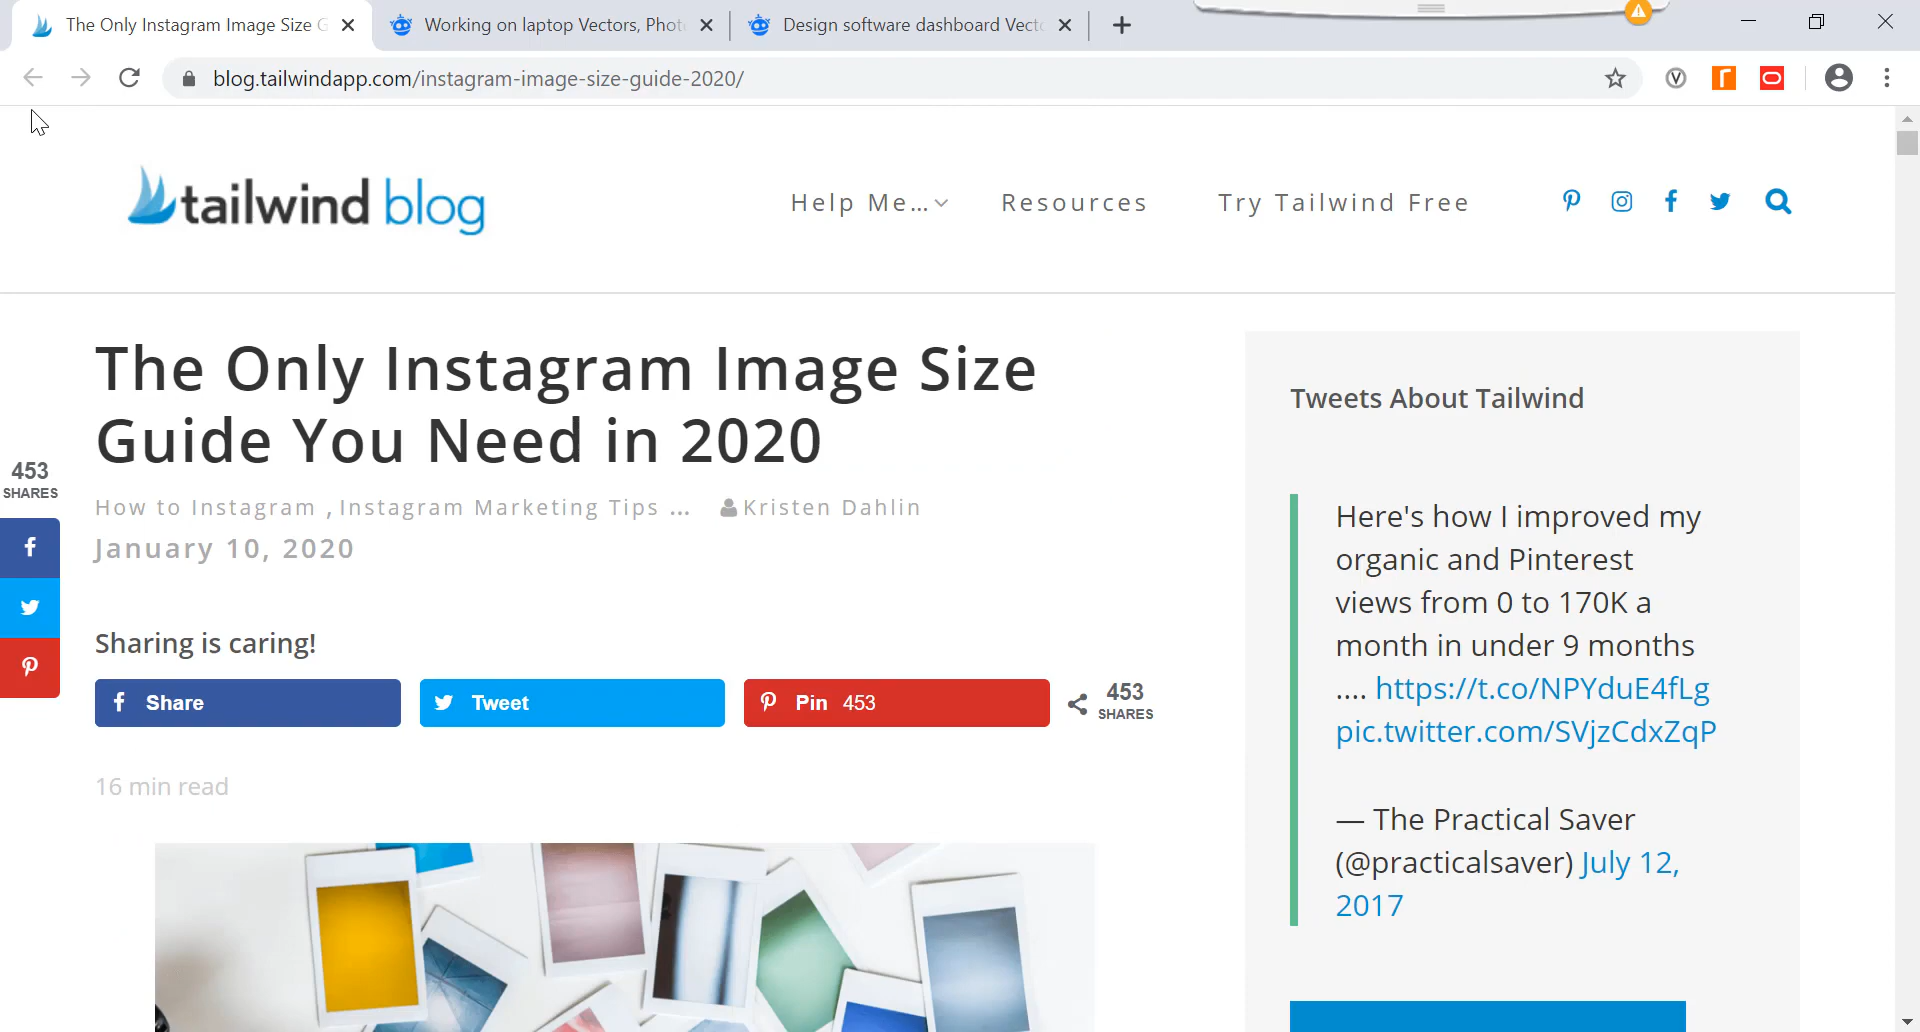 The Only Instagram Image Size G
Working on laptop Vectors, Phot
Design software dashboard Vect
blog.tailwindapp.com/instagram-image-size-guide-2020/
tailwind blog
Help Me...
Resources
Try Tailwind Free
The Only Instagram Image Size
Guide You Need in 2020
How to Instagram , Instagram Marketing Tips ... Kristen Dahlin
January 10, 2020
453
SHARES
Sharing is caring!
Share
Tweet
Pin 453
453
SHARES
16 min read
Tweets About Tailwind
Here's how I improved my
organic and Pinterest
views from 0 to 170K a
month in under 9 months
.... https://t.co/NPYduE4fLg
pic.twitter.com/SVjzCdxZqP
— The Practical Saver
(@practicalsaver) July 12,
2017